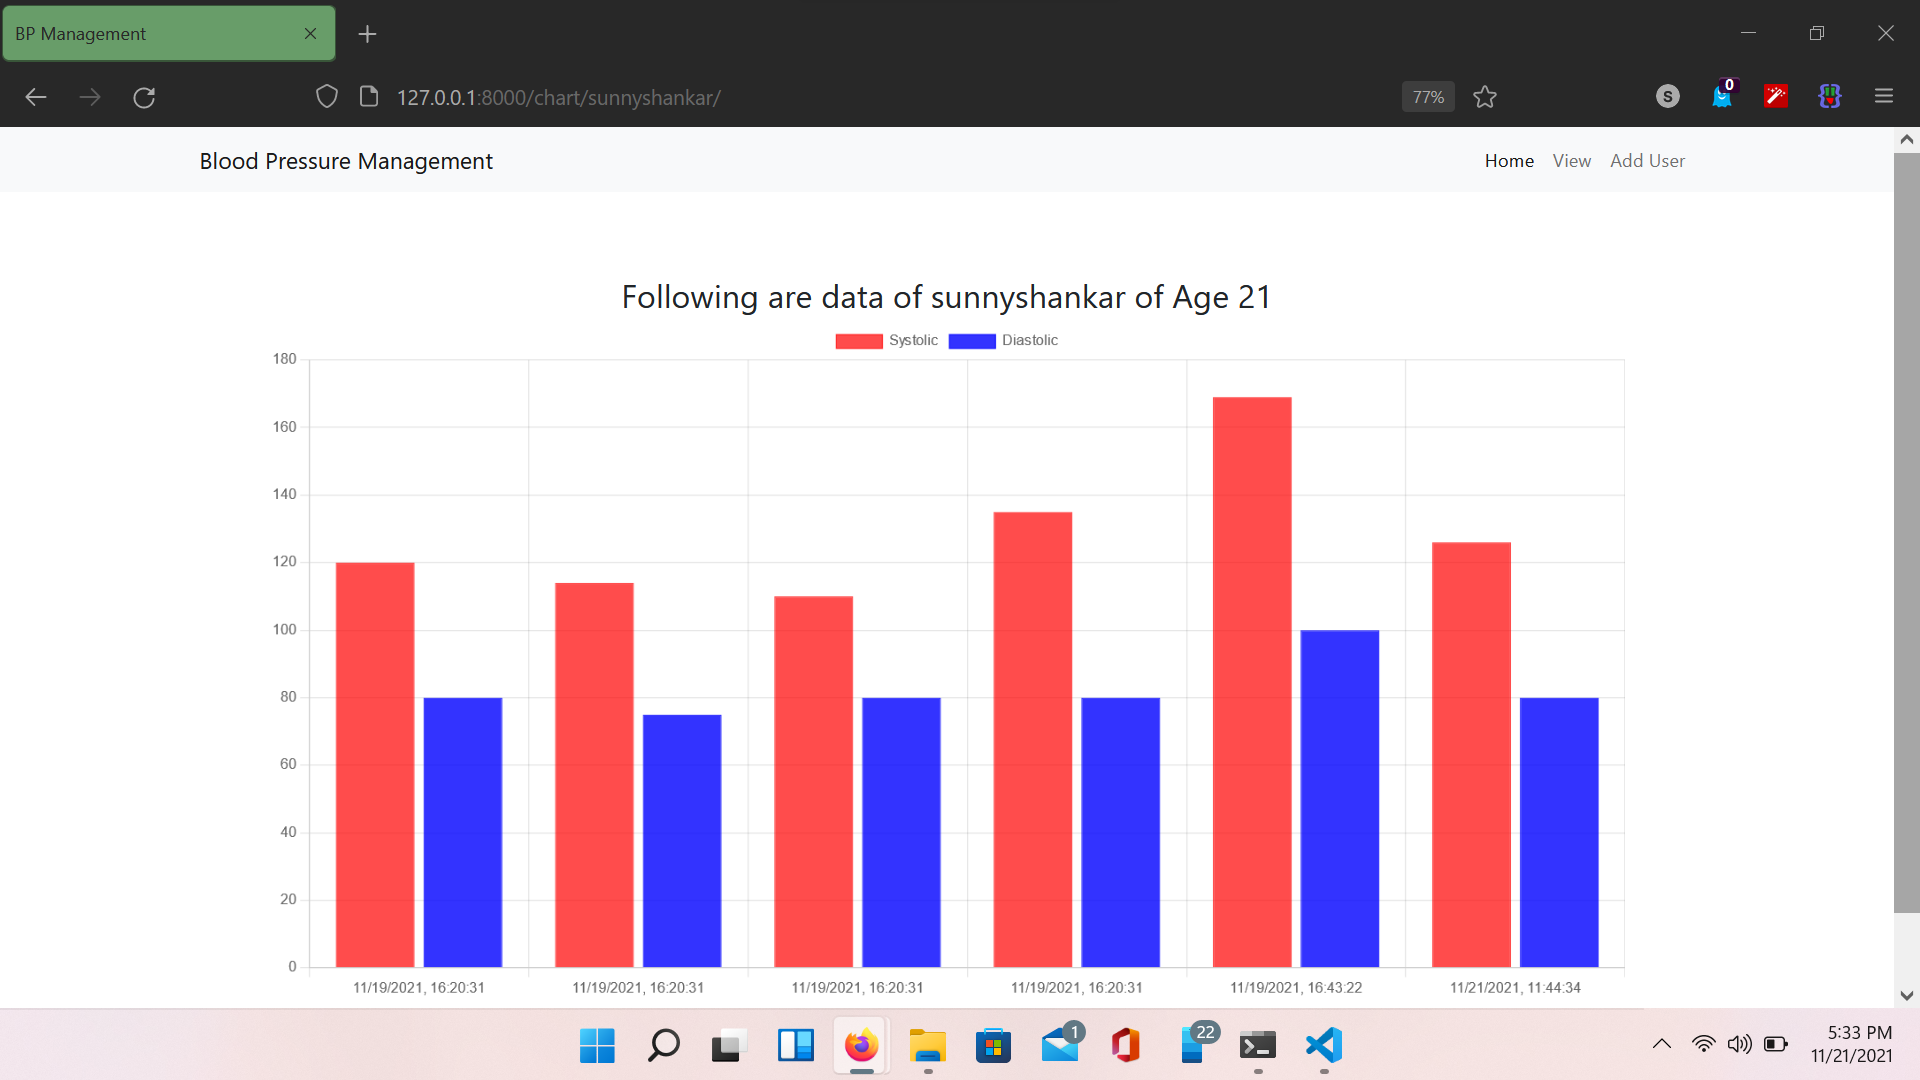 BP Management
127.0.0.1:8000/chart/sunnyshankar/
77%
S
0
Blood Pressure Management
Home View Add User
Following are data of sunnyshankar of Age 21
Systolic Diastolic
180
160
140
120
100
80
60
40
20
0
11/19/2021, 16:20:31 11/19/2021, 16:20:31 11/19/2021, 16:20:31 11/19/2021, 16:20:31 11/19/2021, 16:43:22 11/21/2021, 11:44:34
1
22
5:33 PM
11/21/2021